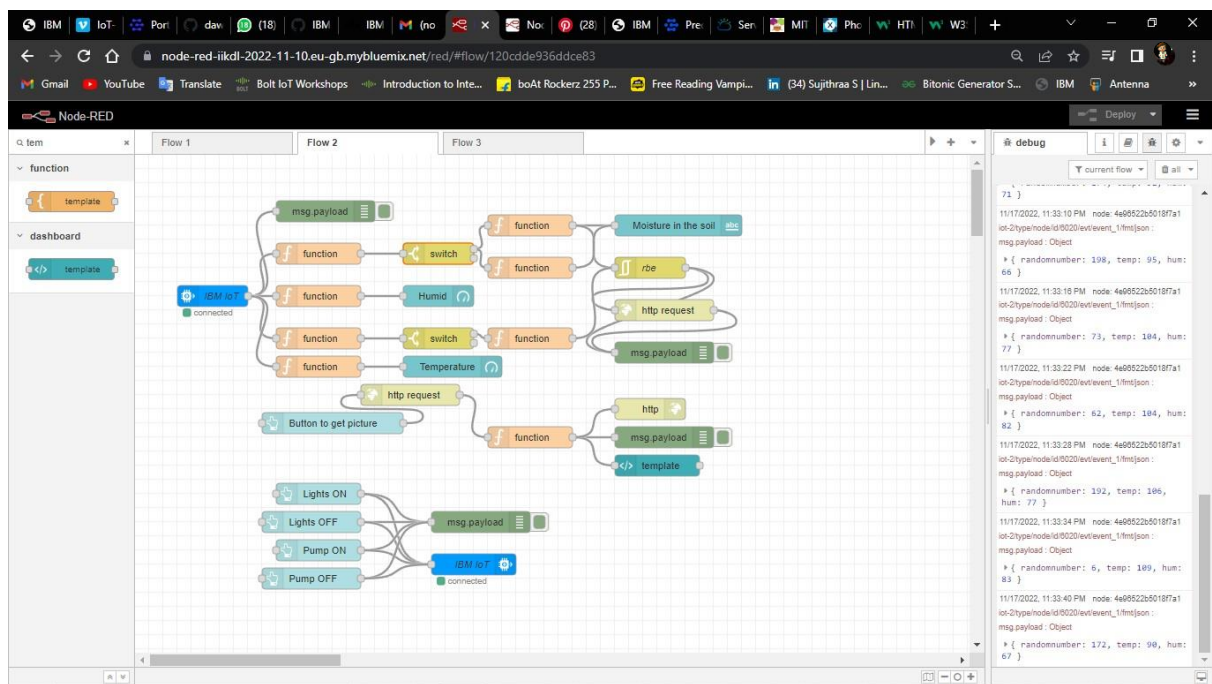 IBM IoT- Port dav (18) IBM IBM (no Noc (28) IBM Pre Sen MIT Pho HTM W3:
node-red-iikdl-2022-11-10.eu-gb.mybluemix.net/red/#flow/120cdde936ddce83
Gmail YouTube Translate Bolt IoT Workshops Introduction to Inte... boAt Rockerz 255 P... Free Reading Vampi... (34) Sujithraa S | Lin... Bitonic Generator S... IBM Antenna »
Node-RED Deploy
tem
function
template
dashboard
template
Flow 1 Flow 2 Flow 3
msg.payload
function switch function Moisture in the soil abc
function rbe
IBM IoT function Humid http request
connected
function switch function
msg.payload
function Temperature
http request
http
Button to get picture
function msg.payload
template
Lights ON
Lights OFF msg.payload
Pump ON
IBM IoT
Pump OFF connected
debug
current flow all
71 }
11/17/2022, 11:33:10 PM node: 4e96522b5018f7a1
iot-2/type/node/id/6020/evt/event_1/fmt/json :
msg.payload : Object
{ randomnumber: 198, temp: 95, hum:
66 }
11/17/2022, 11:33:16 PM node: 4e96522b5018f7a1
iot-2/type/node/id/6020/evt/event_1/fmt/json :
msg.payload : Object
{ randomnumber: 73, temp: 104, hum:
77 }
11/17/2022, 11:33:22 PM node: 4e96522b5018f7a1
iot-2/type/node/id/6020/evt/event_1/fmt/json :
msg.payload : Object
{ randomnumber: 62, temp: 104, hum:
82 }
11/17/2022, 11:33:28 PM node: 4e96522b5018f7a1
iot-2/type/node/id/6020/evt/event_1/fmt/json :
msg.payload : Object
{ randomnumber: 192, temp: 106,
hum: 77 }
11/17/2022, 11:33:34 PM node: 4e96522b5018f7a1
iot-2/type/node/id/6020/evt/event_1/fmt/json :
msg.payload : Object
{ randomnumber: 6, temp: 109, hum:
83 }
11/17/2022, 11:33:40 PM node: 4e96522b5018f7a1
iot-2/type/node/id/6020/evt/event_1/fmt/json :
msg.payload : Object
{ randomnumber: 172, temp: 90, hum:
67 }